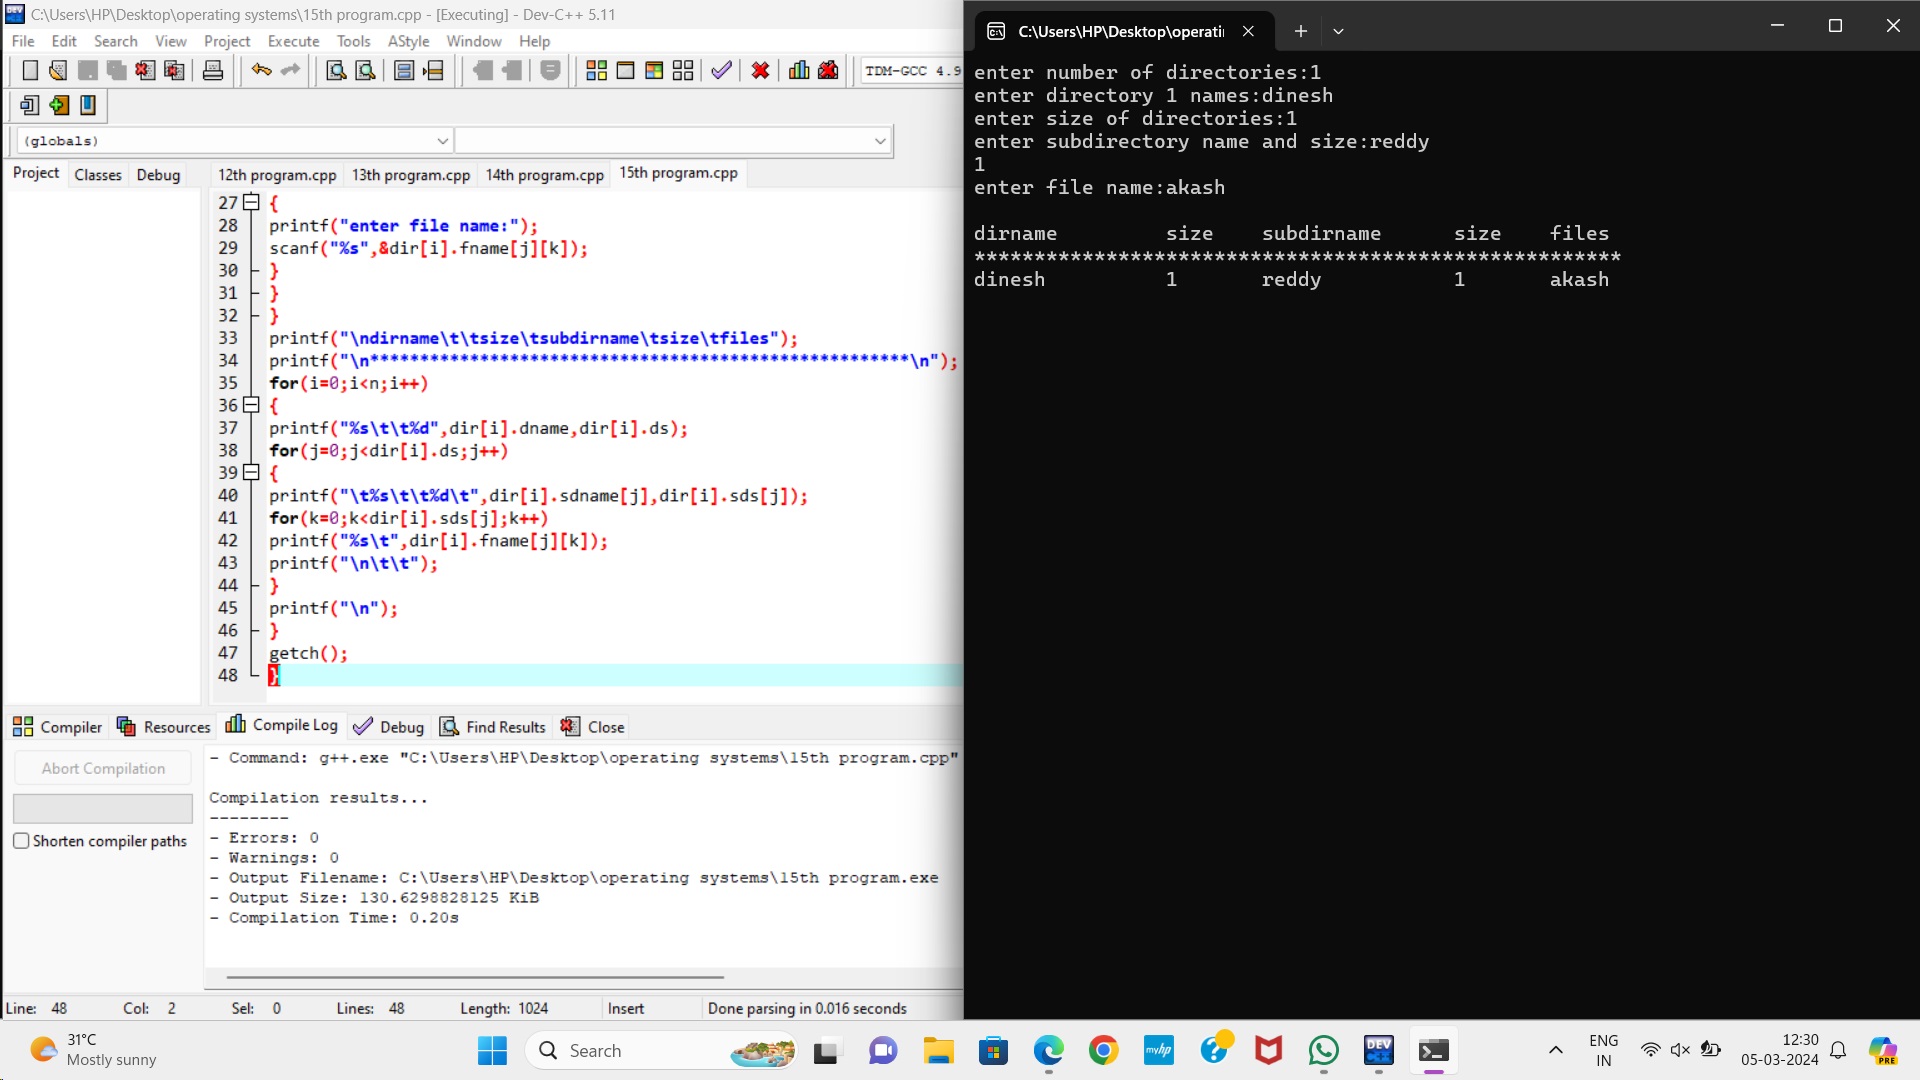 C:\Users\HP\Desktop\operating systems\15th program.cpp - [Executing] - Dev-C++ 5.11
File Edit Search View Project Execute Tools AStyle Window Help
TDM-GCC 4.9
(globals)
Project Classes Debug
12th program.cpp 13th program.cpp 14th program.cpp 15th program.cpp
27 {
28 printf("enter file name:");
29 scanf("%s",&dir[i].fname[j][k]);
30 }
31 }
32 }
33 printf("\ndirname\t\tsize\tsubdirname\tsize\tfiles");
34 printf("\n******************************************************\n");
35 for(i=0;i<n;i++)
36 {
37 printf("%s\t\t%d",dir[i].dname,dir[i].ds);
38 for(j=0;j<dir[i].ds;j++)
39 {
40 printf("\t%s\t\t%d\t",dir[i].sdname[j],dir[i].sds[j]);
41 for(k=0;k<dir[i].sds[j];k++)
42 printf("%s\t",dir[i].fname[j][k]);
43 printf("\n\t\t");
44 }
45 printf("\n");
46 }
47 getch();
48 }
Compiler Resources Compile Log Debug Find Results Close
Abort Compilation
Shorten compiler paths
- Command: g++.exe "C:\Users\HP\Desktop\operating systems\15th program.cpp"
Compilation results...
--------
- Errors: 0
- Warnings: 0
- Output Filename: C:\Users\HP\Desktop\operating systems\15th program.exe
- Output Size: 130.6298828125 KiB
- Compilation Time: 0.20s
Line: 48 Col: 2 Sel: 0 Lines: 48 Length: 1024 Insert Done parsing in 0.016 seconds
C:\Users\HP\Desktop\operati
enter number of directories:1
enter directory 1 names:dinesh
enter size of directories:1
enter subdirectory name and size:reddy
1
enter file name:akash
dirname size subdirname size files
******************************************************
dinesh 1 reddy 1 akash
31°C
Mostly sunny
Search
myhp
DEV
PRE
ENG
IN
12:30
05-03-2024